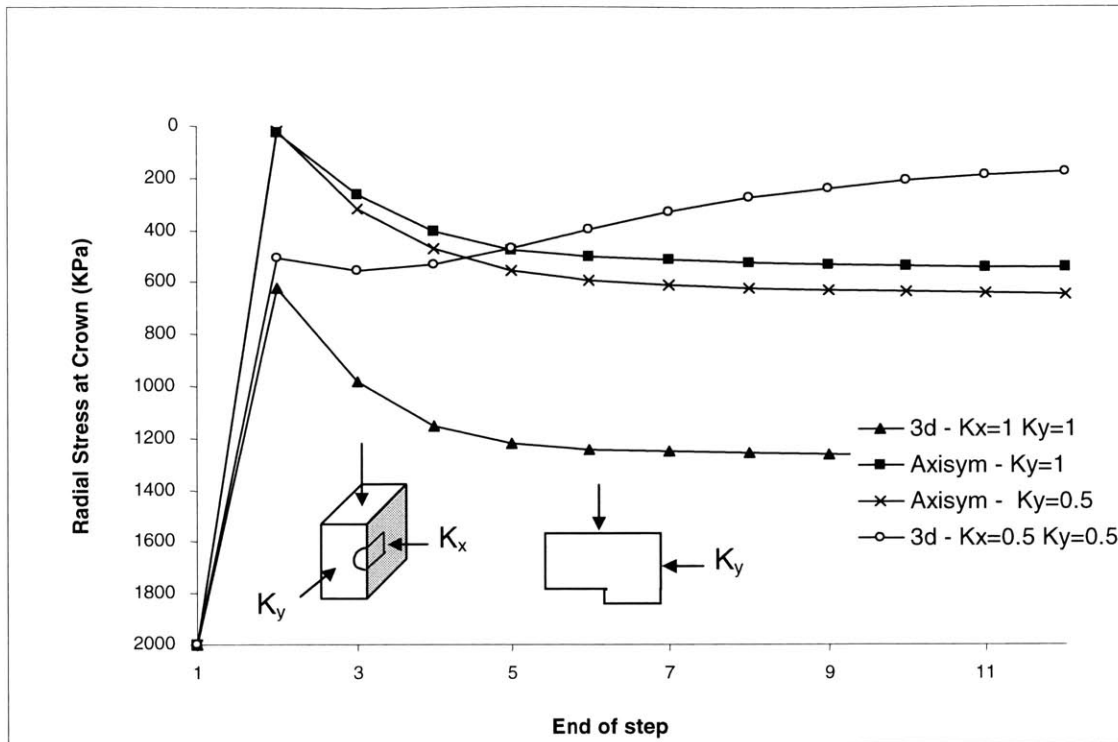 0
200
400
600
800
1000
1200
1400
1600
1800
2000
Radial Stress at Crown (KPa)
1
3
5
7
9
11
End of step
3d - Kx=1 Ky=1
Axisym - Ky=1
Axisym - Ky=0.5
3d - Kx=0.5 Ky=0.5
Kx
Ky
Ky